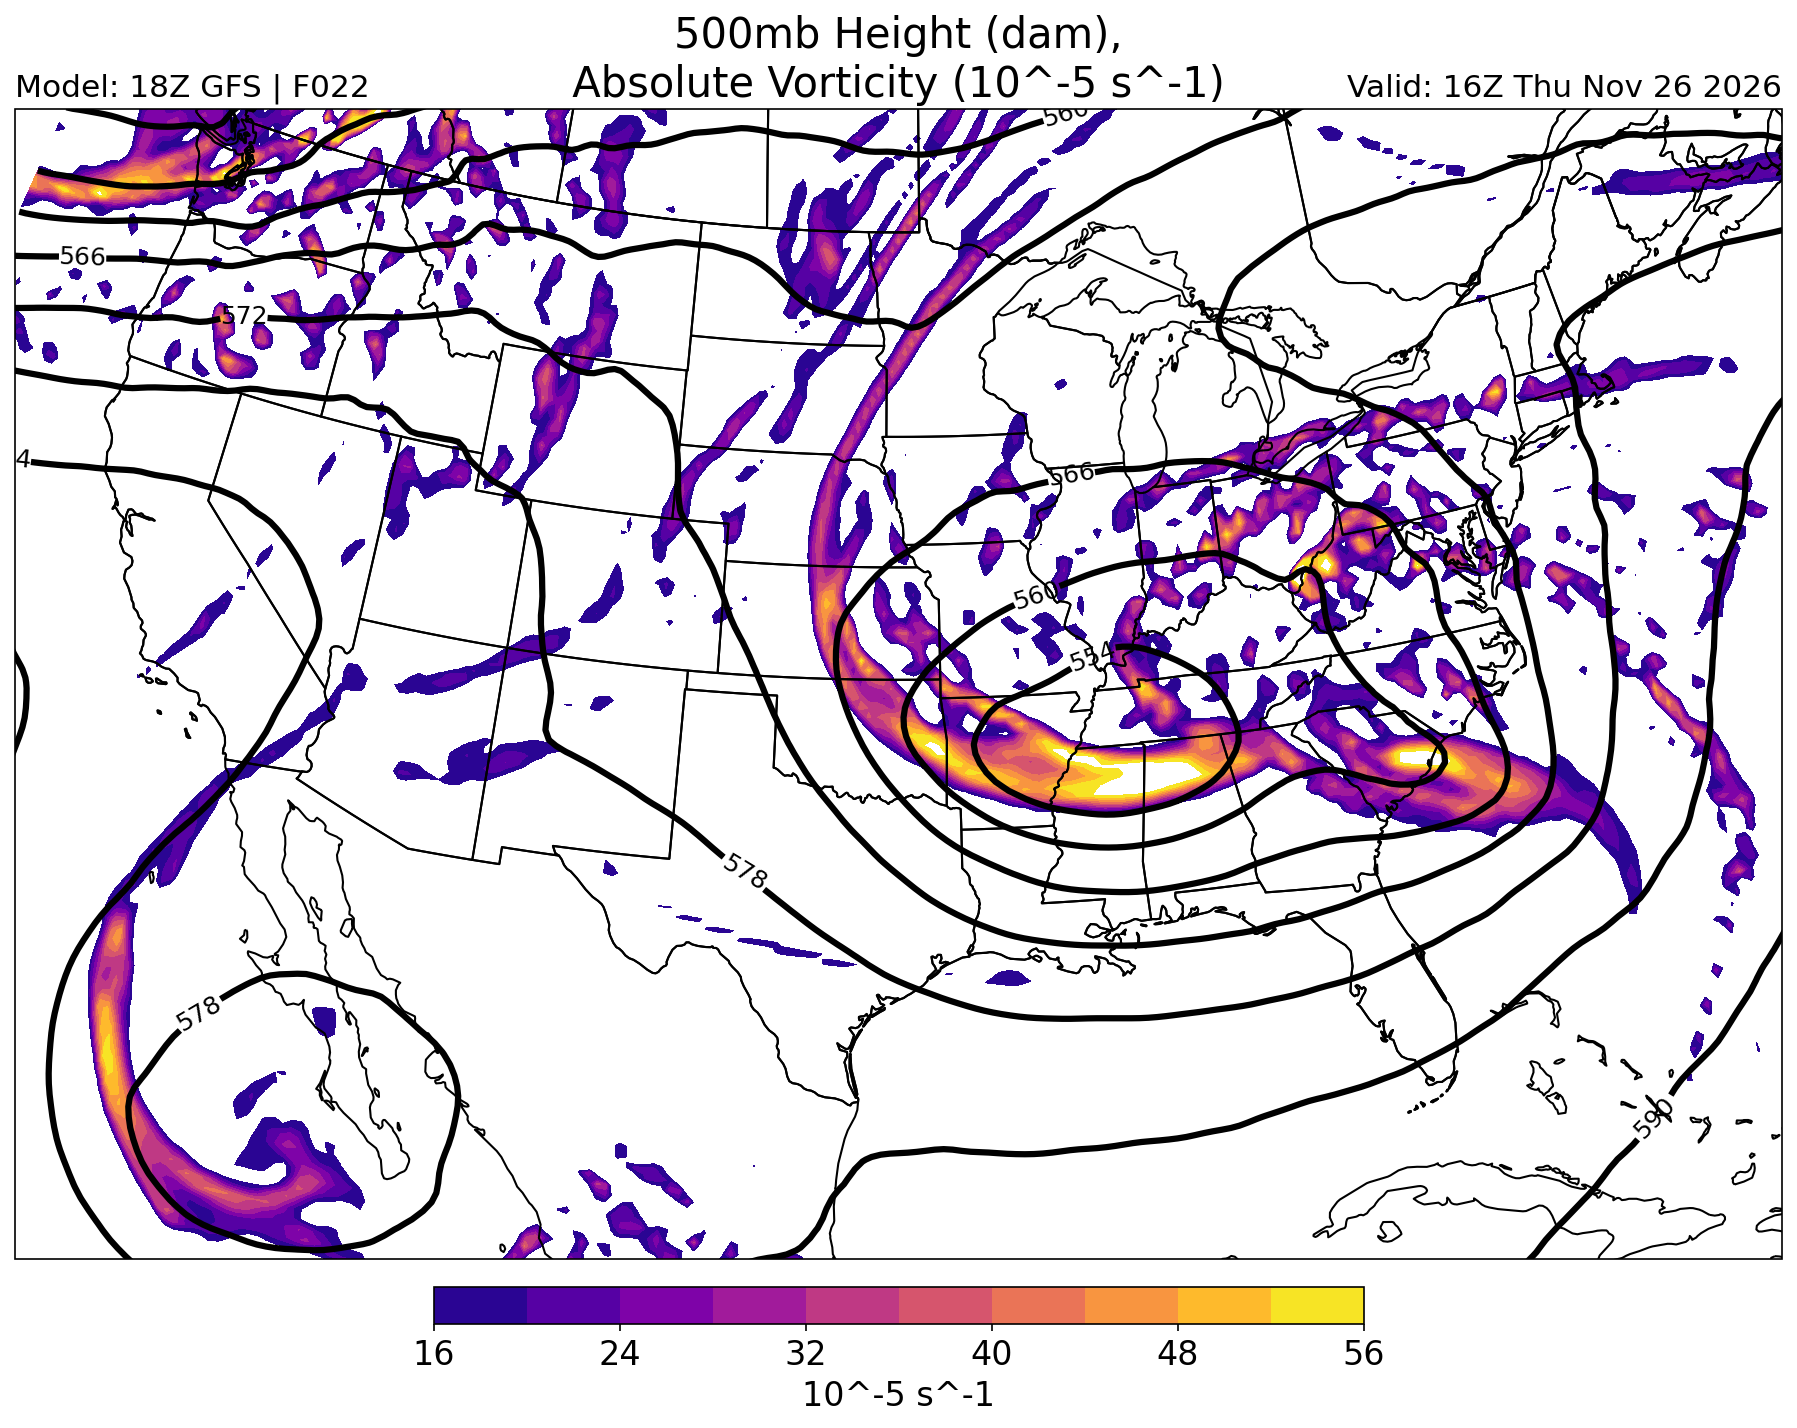 500mb Height (dam),
Absolute Vorticity (10^-5 s^-1)
Model: 18Z GFS | F022
Valid: 16Z Thu Nov 26 2026
560
566
572
4
566
560
554
578
578
590
16 24 32 40 48 56
10^-5 s^-1